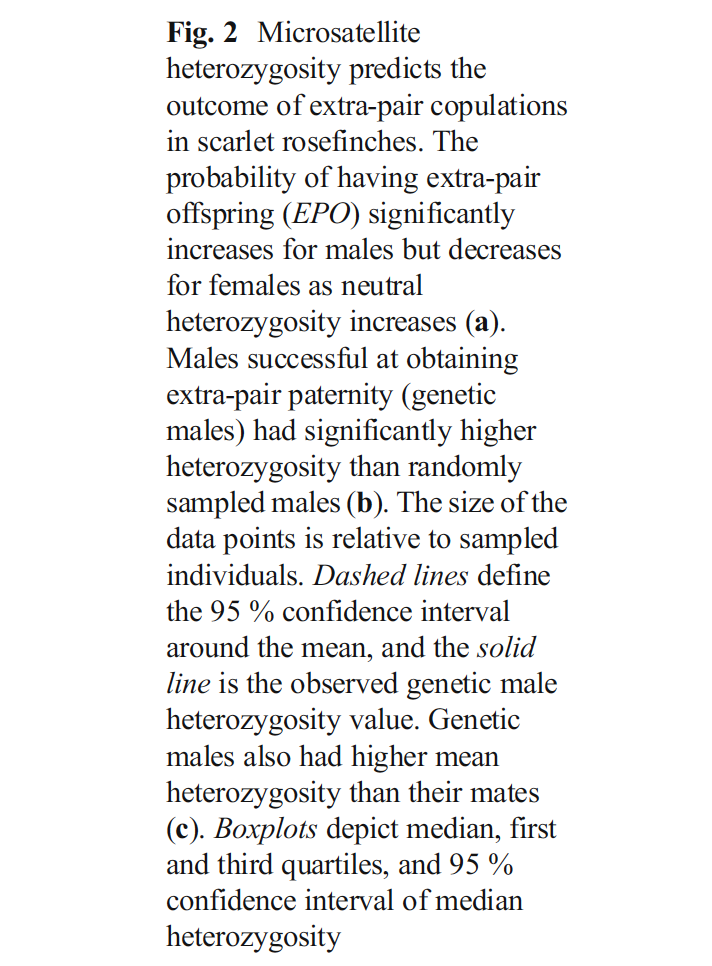 Fig. 2 Microsatellite
heterozygosity predicts the
outcome of extra-pair copulations
in scarlet rosefinches. The
probability of having extra-pair
offspring (EPO) significantly
increases for males but decreases
for females as neutral
heterozygosity increases (a).
Males successful at obtaining
extra-pair paternity (genetic
males) had significantly higher
heterozygosity than randomly
sampled males (b). The size of the
data points is relative to sampled
individuals. Dashed lines define
the 95 % confidence interval
around the mean, and the solid
line is the observed genetic male
heterozygosity value. Genetic
males also had higher mean
heterozygosity than their mates
(c). Boxplots depict median, first
and third quartiles, and 95 %
confidence interval of median
heterozygosity